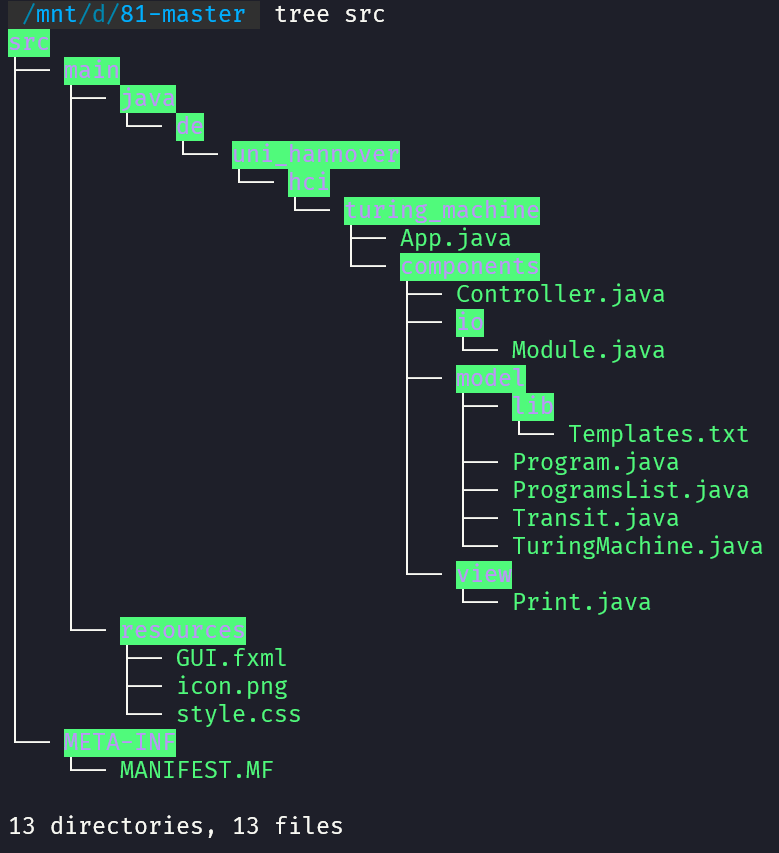 /mnt/d/81-master tree src
src
├── main
│   ├── java
│   │   └── de
│   │       └── uni_hannover
│   │           └── hci
│   │               └── turing_machine
│   │                   ├── App.java
│   │                   └── components
│   │                       ├── Controller.java
│   │                       ├── io
│   │                       │   └── Module.java
│   │                       ├── model
│   │                       │   ├── lib
│   │                       │   │   └── Templates.txt
│   │                       │   ├── Program.java
│   │                       │   ├── ProgramsList.java
│   │                       │   ├── Transit.java
│   │                       │   └── TuringMachine.java
│   │                       └── view
│   │                           └── Print.java
│   └── resources
│       ├── GUI.fxml
│       ├── icon.png
│       └── style.css
└── META-INF
    └── MANIFEST.MF
13 directories, 13 files